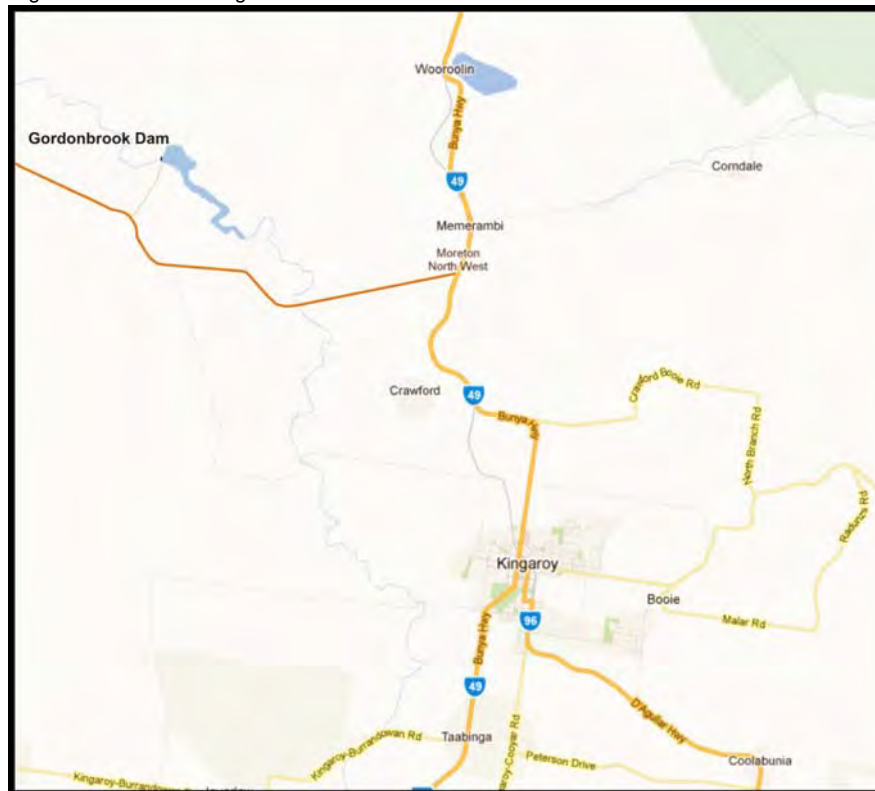 Wooroolin
Bunya Hwy
Gordonbrook Dam
Corndale
49
Memerambi
Moreton
North West
Crawford
49
Crawford Booie Rd
Bunya Hwy
North Branch Rd
Radunzs Rd
Kingaroy
Booie
Malar Rd
96
Bunya Hwy
49
D'Aguilar Hwy
Kingaroy-Burrandowan Rd
Taabinga
Peterson Drive
Coolabunia
Kingaroy-Burrandowan